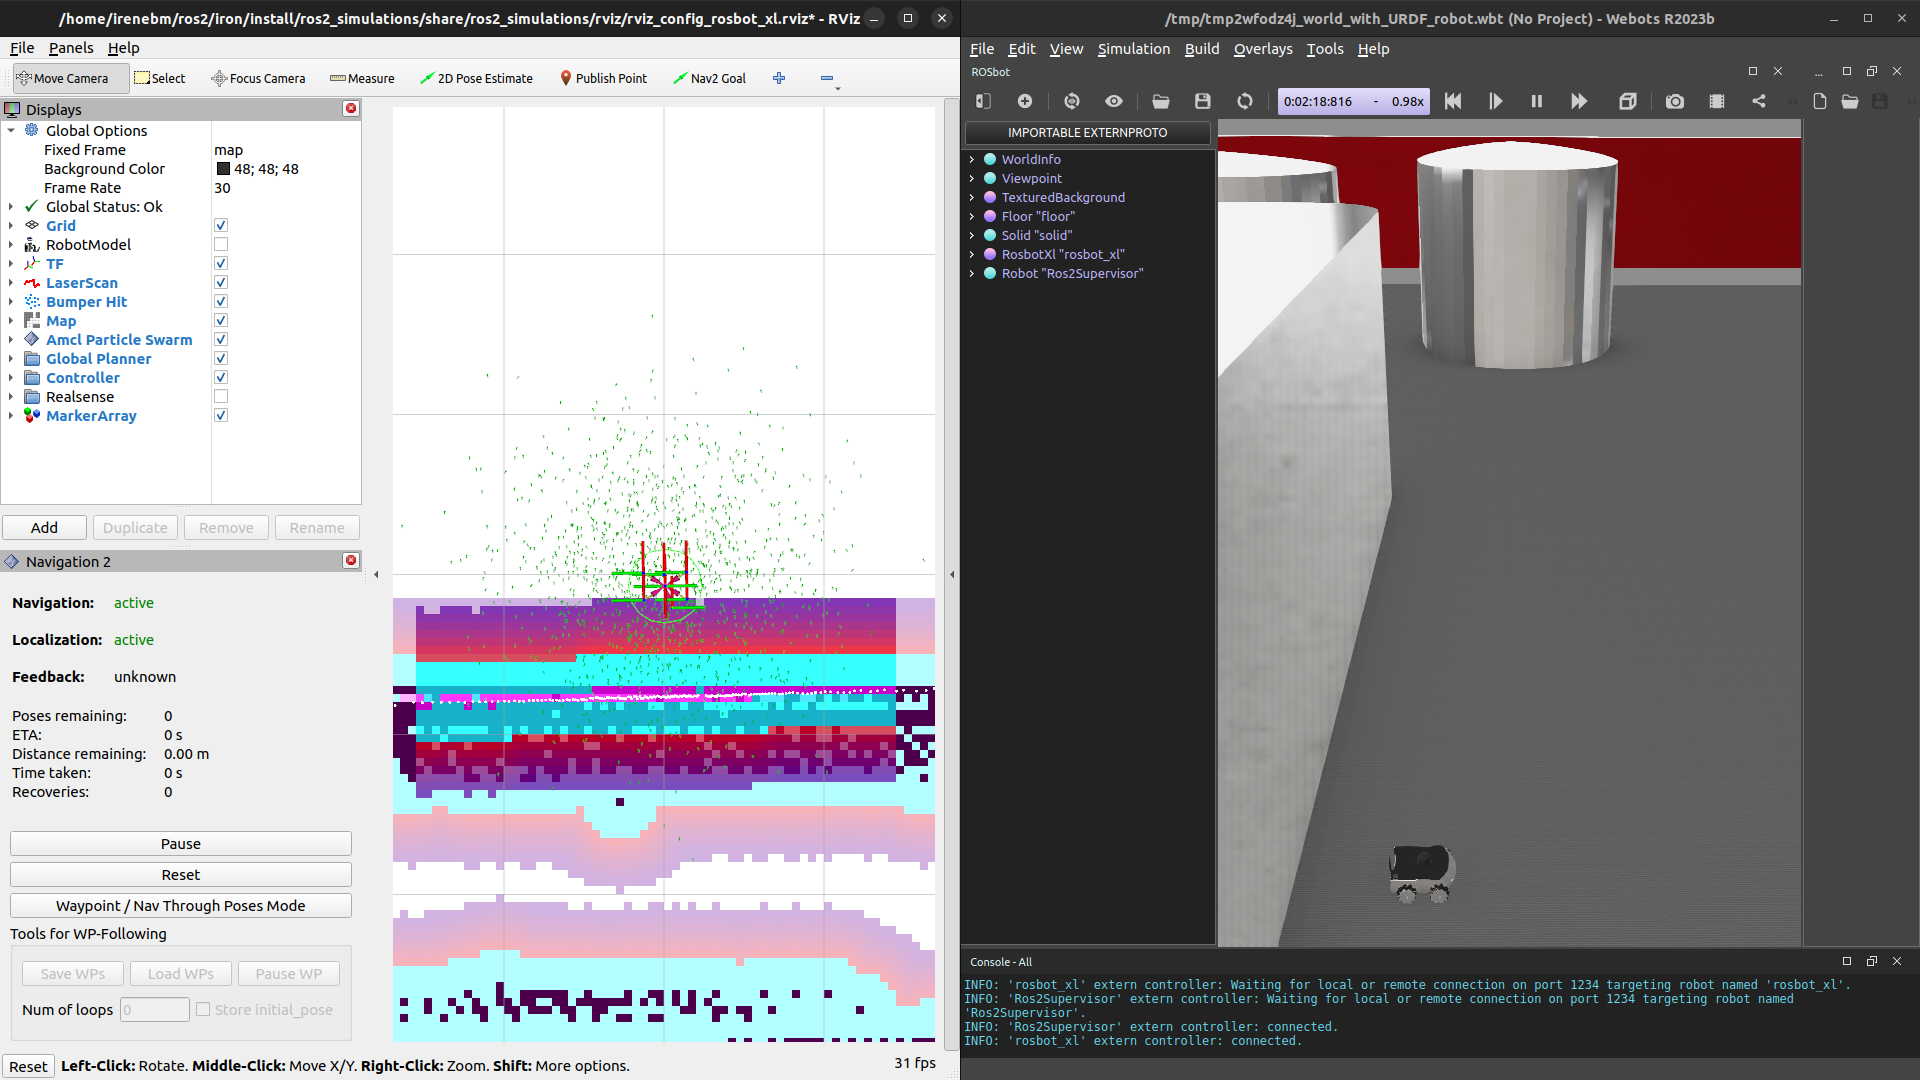 /home/irenebm/ros2/iron/install/ros2_simulations/share/ros2_simulations/rviz/rviz_config_rosbot_xl.rviz* - RViz
File Panels Help
Move Camera Select Focus Camera Measure 2D Pose Estimate Publish Point Nav2 Goal
Displays
Global Options
Fixed Frame map
Background Color 48; 48; 48
Frame Rate 30
Global Status: Ok
Grid
RobotModel
TF
LaserScan
Bumper Hit
Map
Amcl Particle Swarm
Global Planner
Controller
Realsense
MarkerArray
Add Duplicate Remove Rename
Navigation 2
Navigation: active
Localization: active
Feedback: unknown
Poses remaining: 0
ETA: 0 s
Distance remaining: 0.00 m
Time taken: 0 s
Recoveries: 0
Pause
Reset
Waypoint / Nav Through Poses Mode
Tools for WP-Following
Save WPs Load WPs Pause WP
Num of loops 0 Store initial_pose
Reset Left-Click: Rotate. Middle-Click: Move X/Y. Right-Click: Zoom. Shift: More options. 31 fps
/tmp/tmp2wfodz4j_world_with_URDF_robot.wbt (No Project) - Webots R2023b
File Edit View Simulation Build Overlays Tools Help
ROSbot ...
0:02:18:816 - 0.98x
IMPORTABLE EXTERNPROTO
WorldInfo
Viewpoint
TexturedBackground
Floor "floor"
Solid "solid"
RosbotXl "rosbot_xl"
Robot "Ros2Supervisor"
Console - All
INFO: 'rosbot_xl' extern controller: Waiting for local or remote connection on port 1234 targeting robot named 'rosbot_xl'.
INFO: 'Ros2Supervisor' extern controller: Waiting for local or remote connection on port 1234 targeting robot named
'Ros2Supervisor'.
INFO: 'Ros2Supervisor' extern controller: connected.
INFO: 'rosbot_xl' extern controller: connected.